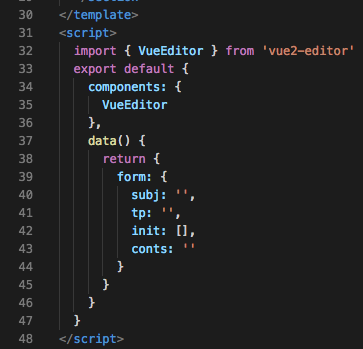 30 </template>
31 <script>
32 import { VueEditor } from 'vue2-editor'
33 export default {
34 components: {
35 VueEditor
36 },
37 data() {
38 return {
39 form: {
40 subj: '',
41 tp: '',
42 init: [],
43 conts: ''
44 }
45 }
46 }
47 }
48 </script>